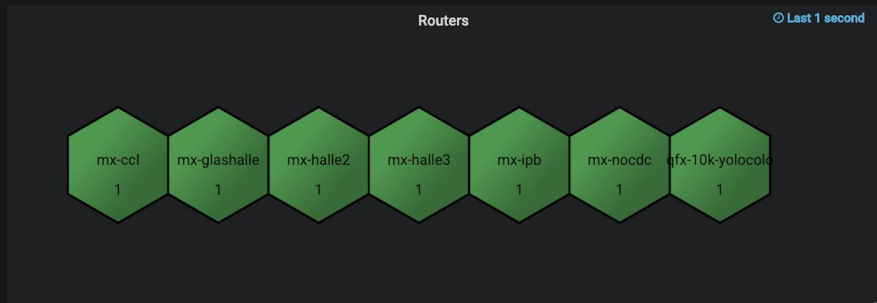 Routers
Last 1 second
mx-ccl
1
mx-glashalle
1
mx-halle2
1
mx-halle3
1
mx-ipb
1
mx-nocdc
1
qfx-10k-yolocolo
1